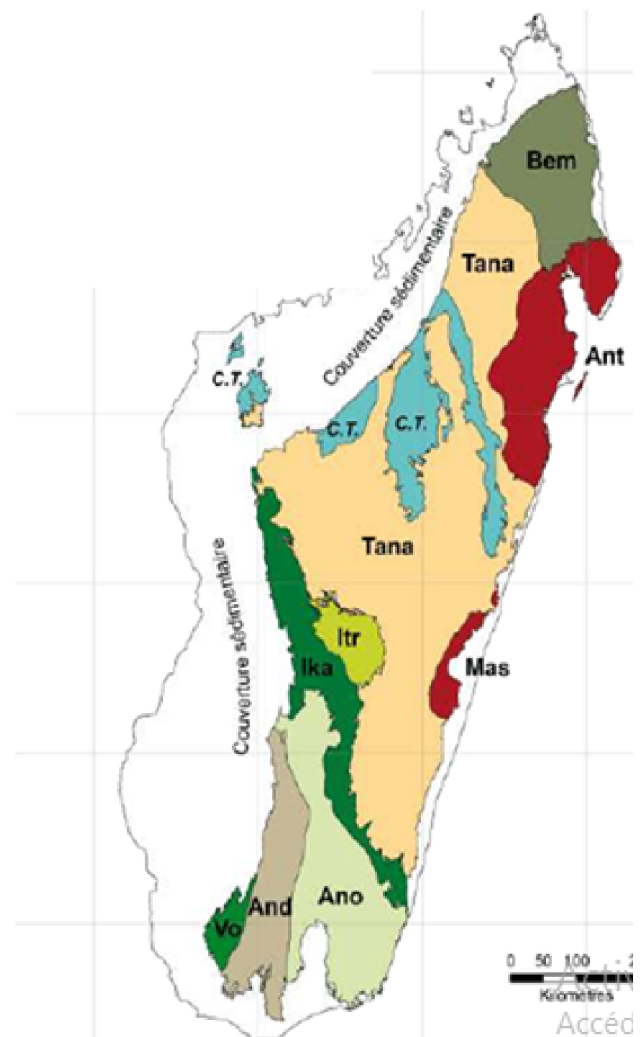 Bem
Tana
Couverture sédimentaire
Ant
C.T.
C.T.
C.T.
Tana
Couverture sédimentaire
Itr
Ika
Mas
And
Ano
Vo
0 50 100
Kilomètres
Accéd